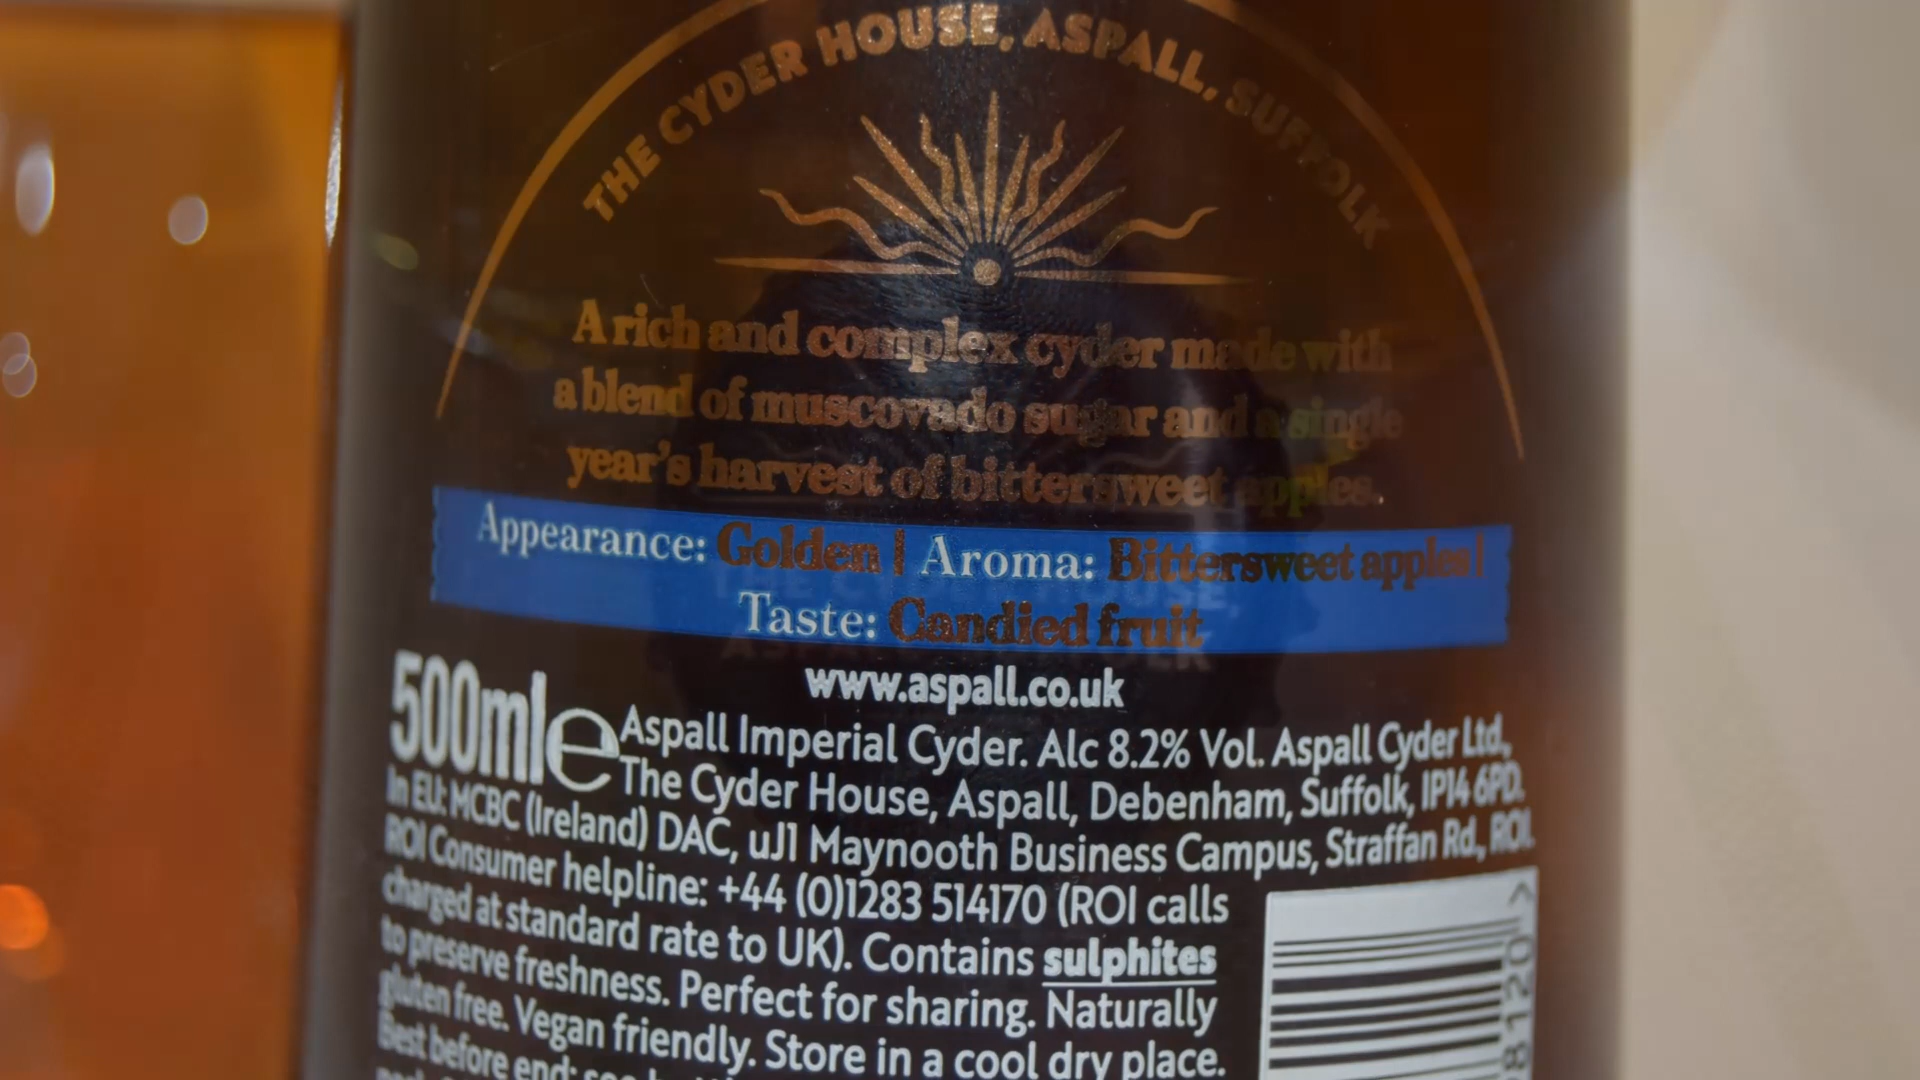 THE CYDER HOUSE, ASPALL, SUFFOLK
A rich and complex cyder made with
a blend of muscovado sugar and a single
year's harvest of bittersweet apples.
Appearance: Golden | Aroma: Bittersweet apples |
Taste: Candied fruit
www.aspall.co.uk
500ml e
Aspall Imperial Cyder. Alc 8.2% Vol. Aspall Cyder Ltd,
The Cyder House, Aspall, Debenham, Suffolk, IP14 6PD.
In EU: MCBC (Ireland) DAC, uJ1 Maynooth Business Campus, Straffan Rd., ROI.
ROI Consumer helpline: +44 (0)1283 514170 (ROI calls
charged at standard rate to UK). Contains sulphites
to preserve freshness. Perfect for sharing. Naturally
gluten free. Vegan friendly. Store in a cool dry place.
Best before end: see
8120 >